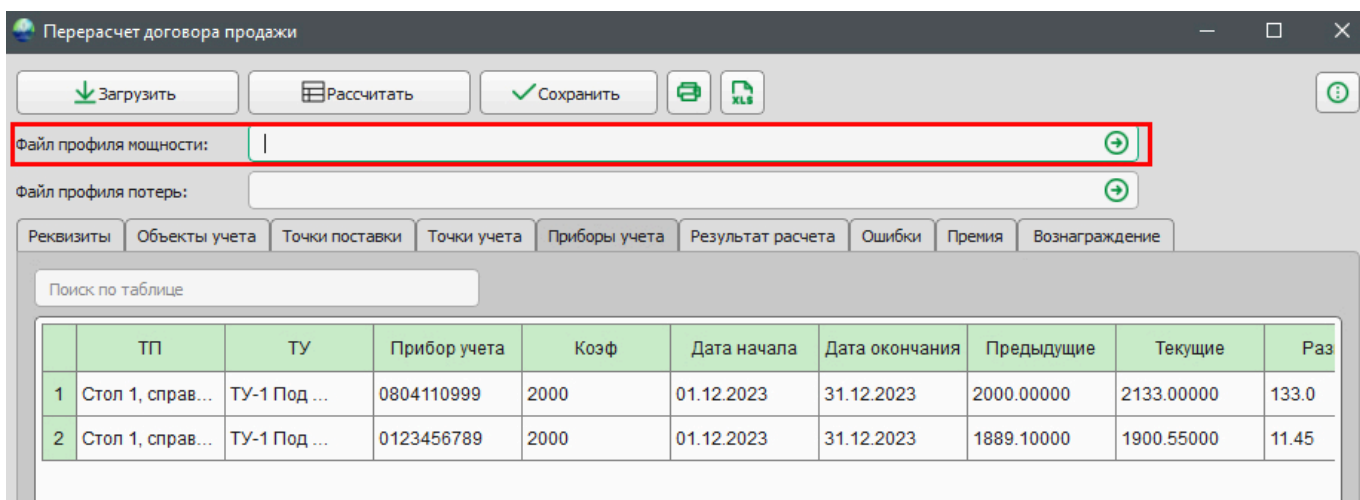 Перерасчет договора продажи
Загрузить Рассчитать Сохранить XLS
Файл профиля мощности:
Файл профиля потерь:
Реквизиты Объекты учета Точки поставки Точки учета Приборы учета Результат расчета Ошибки Премия Вознаграждение
Поиск по таблице
ТП ТУ Прибор учета Коэф Дата начала Дата окончания Предыдущие Текущие Раз
1 Стол 1, справ... ТУ-1 Под ... 0804110999 2000 01.12.2023 31.12.2023 2000.00000 2133.00000 133.0
2 Стол 1, справ... ТУ-1 Под ... 0123456789 2000 01.12.2023 31.12.2023 1889.10000 1900.55000 11.45